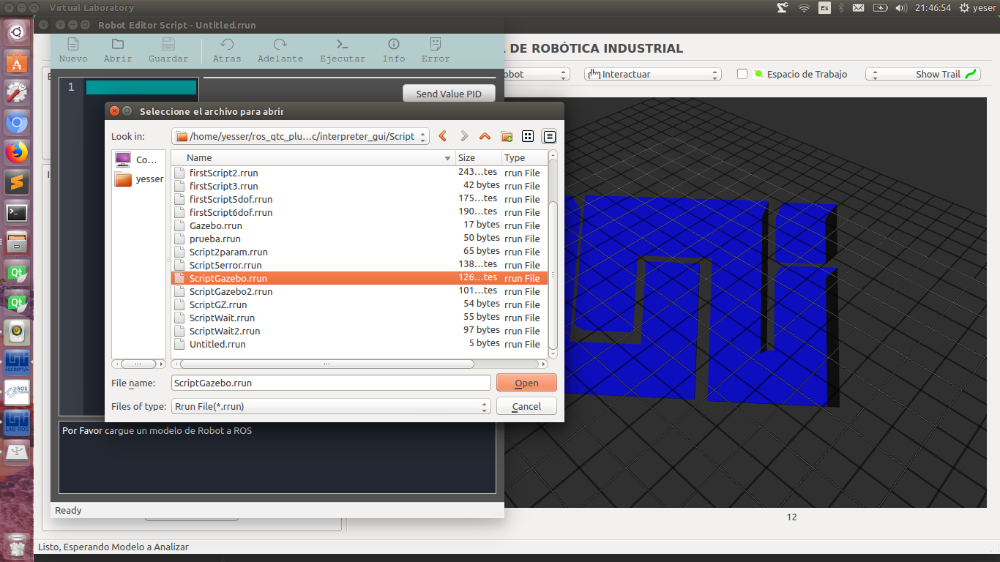 Virtual Laboratory
Es
21:46:54
yeser
Robot Editor Script - Untitled.rrun
Nuevo
Abrir
Guardar
Atras
Adelante
Ejecutar
Info
Error
DE ROBÓTICA INDUSTRIAL
Interactuar
Espacio de Trabajo
Show Trail
1
Send Value PID
Seleccione el archivo para abrir
Look in:
/home/yesser/ros_qtc_plu...c/interpreter_gui/Script
Co...
yesser
Name Size Type
firstScript2.rrun 243...tes rrun File
firstScript3.rrun 42 bytes rrun File
firstScript5dof.rrun 175...tes rrun File
firstScript6dof.rrun 190...tes rrun File
Gazebo.rrun 17 bytes rrun File
prueba.rrun 50 bytes rrun File
Script2param.rrun 65 bytes rrun File
Script5error.rrun 138...tes rrun File
ScriptGazebo.rrun 126...tes rrun File
ScriptGazebo2.rrun 101...tes rrun File
ScriptGZ.rrun 54 bytes rrun File
ScriptWait.rrun 55 bytes rrun File
ScriptWait2.rrun 97 bytes rrun File
Untitled.rrun 5 bytes rrun File
File name:
ScriptGazebo.rrun
Open
Files of type:
Rrun File(*.rrun)
Cancel
Por Favor cargue un modelo de Robot a ROS
Ready
12
Listo, Esperando Modelo a Analizar
Qt
Qt
<SCRIPT/>
ROS
LAB ROS